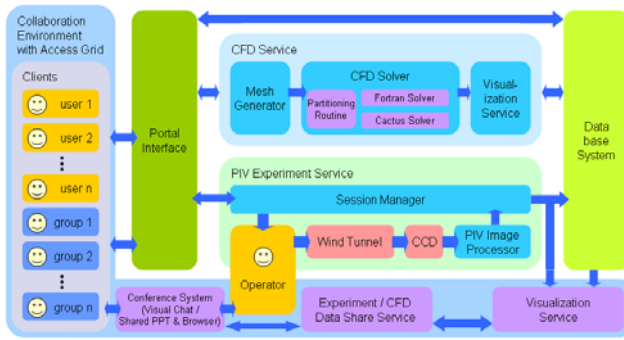 Collaboration
Environment
with Access Grid
Clients
user 1
user 2
user n
group 1
group 2
group n
Portal
Interface
CFD Service
Mesh
Generator
CFD Solver
Partitioning
Routine
Fortran Solver
Cactus Solver
Visual-
ization
Service
Data
base
System
PIV Experiment Service
Session Manager
Operator
Wind Tunnel
CCD
PIV Image
Processor
Conference System
(Visual Chat /
Shared PPT & Browser)
Experiment / CFD
Data Share Service
Visualization
Service